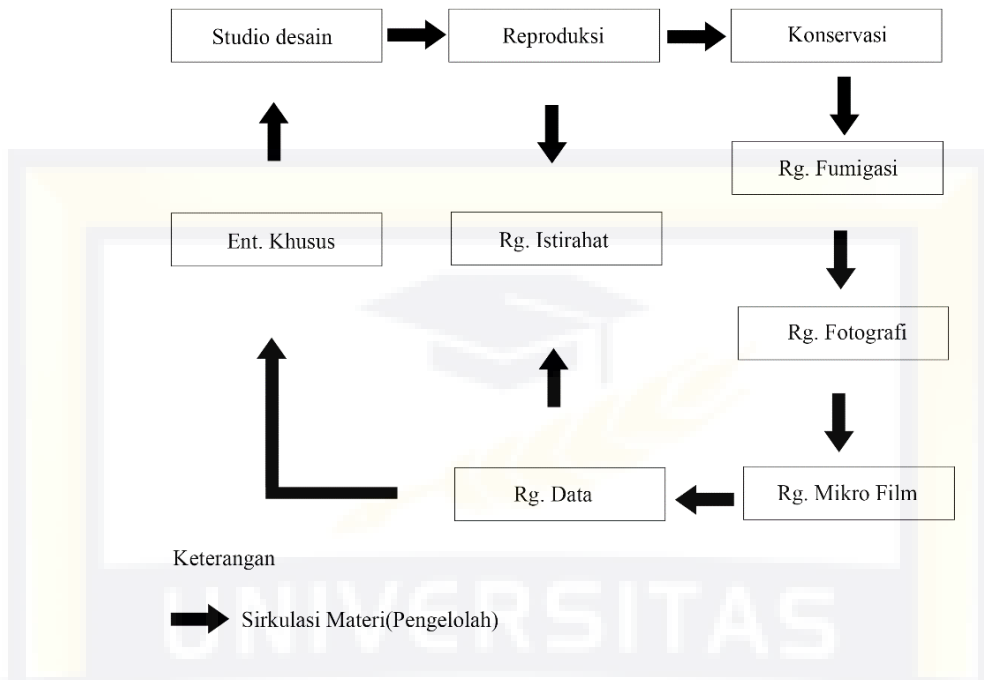 Studio desain
Reproduksi
Konservasi
Rg. Fumigasi
Ent. Khusus
Rg. Istirahat
Rg. Fotografi
Rg. Data
Rg. Mikro Film
Keterangan
Sirkulasi Materi(Pengelolah)
UNIVERSITAS